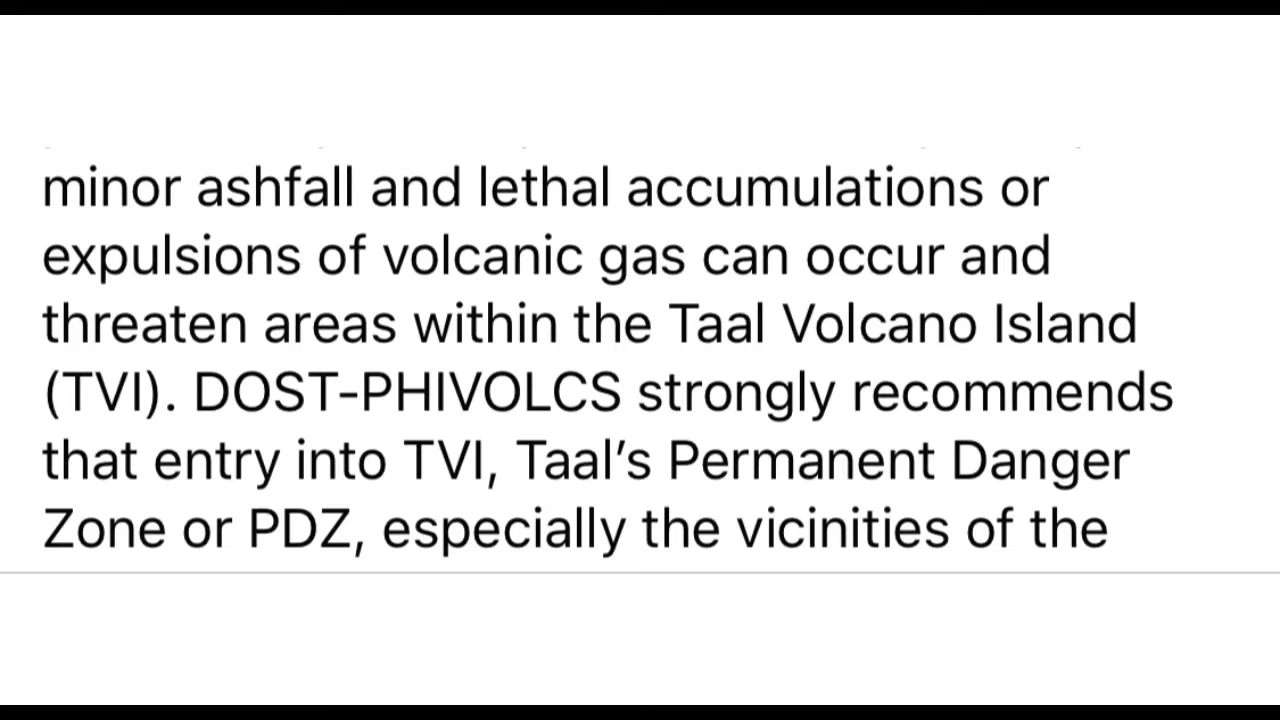 minor ashfall and lethal accumulations or
expulsions of volcanic gas can occur and
threaten areas within the Taal Volcano Island
(TVI). DOST-PHIVOLCS strongly recommends
that entry into TVI, Taal’s Permanent Danger
Zone or PDZ, especially the vicinities of the